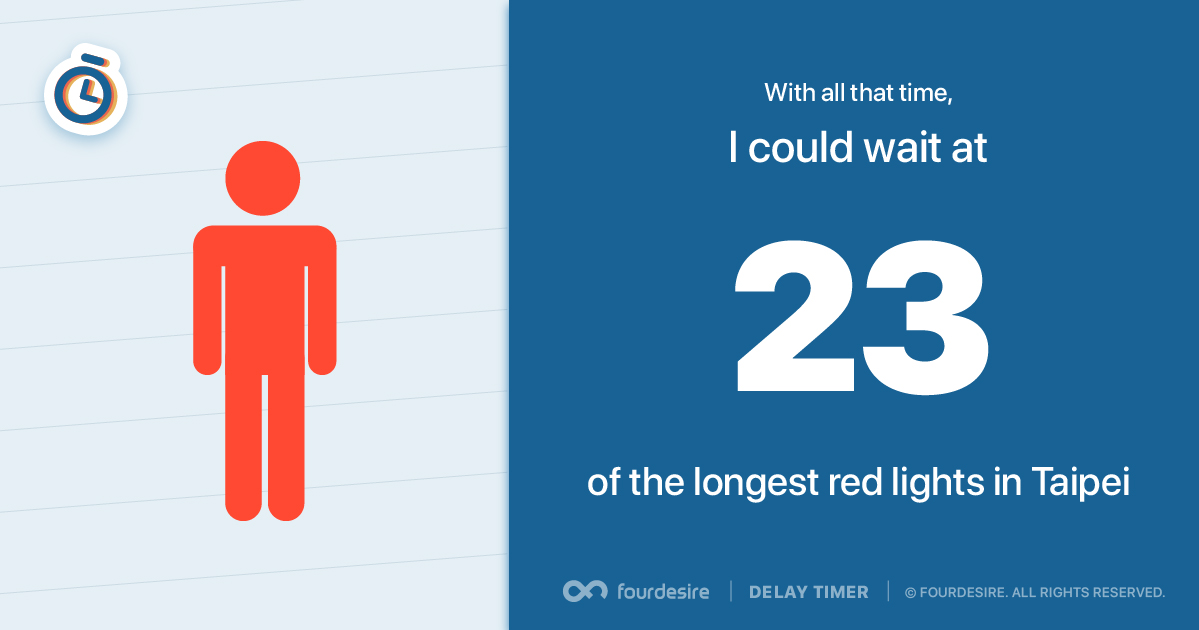 With all that time,
I could wait at
23
of the longest red lights in Taipei
fourdesire | DELAY TIMER | © FOURDESIRE. ALL RIGHTS RESERVED.